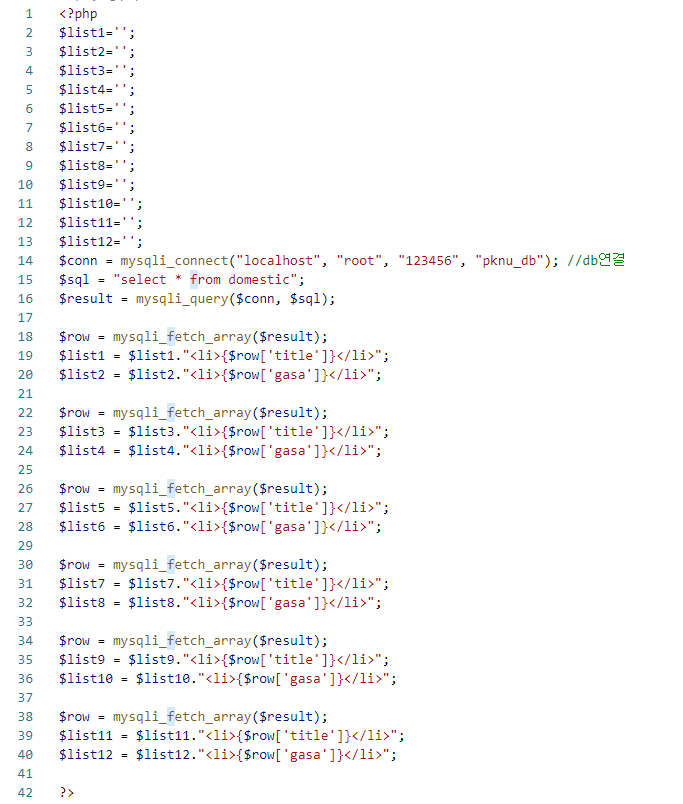 1 <?php
2 $list1='';
3 $list2='';
4 $list3='';
5 $list4='';
6 $list5='';
7 $list6='';
8 $list7='';
9 $list8='';
10 $list9='';
11 $list10='';
12 $list11='';
13 $list12='';
14 $conn = mysqli_connect("localhost", "root", "123456", "pknu_db"); //db연결
15 $sql = "select * from domestic";
16 $result = mysqli_query($conn, $sql);
17
18 $row = mysqli_fetch_array($result);
19 $list1 = $list1."<li>{$row['title']}</li>";
20 $list2 = $list2."<li>{$row['gasa']}</li>";
21
22 $row = mysqli_fetch_array($result);
23 $list3 = $list3."<li>{$row['title']}</li>";
24 $list4 = $list4."<li>{$row['gasa']}</li>";
25
26 $row = mysqli_fetch_array($result);
27 $list5 = $list5."<li>{$row['title']}</li>";
28 $list6 = $list6."<li>{$row['gasa']}</li>";
29
30 $row = mysqli_fetch_array($result);
31 $list7 = $list7."<li>{$row['title']}</li>";
32 $list8 = $list8."<li>{$row['gasa']}</li>";
33
34 $row = mysqli_fetch_array($result);
35 $list9 = $list9."<li>{$row['title']}</li>";
36 $list10 = $list10."<li>{$row['gasa']}</li>";
37
38 $row = mysqli_fetch_array($result);
39 $list11 = $list11."<li>{$row['title']}</li>";
40 $list12 = $list12."<li>{$row['gasa']}</li>";
41
42 ?>